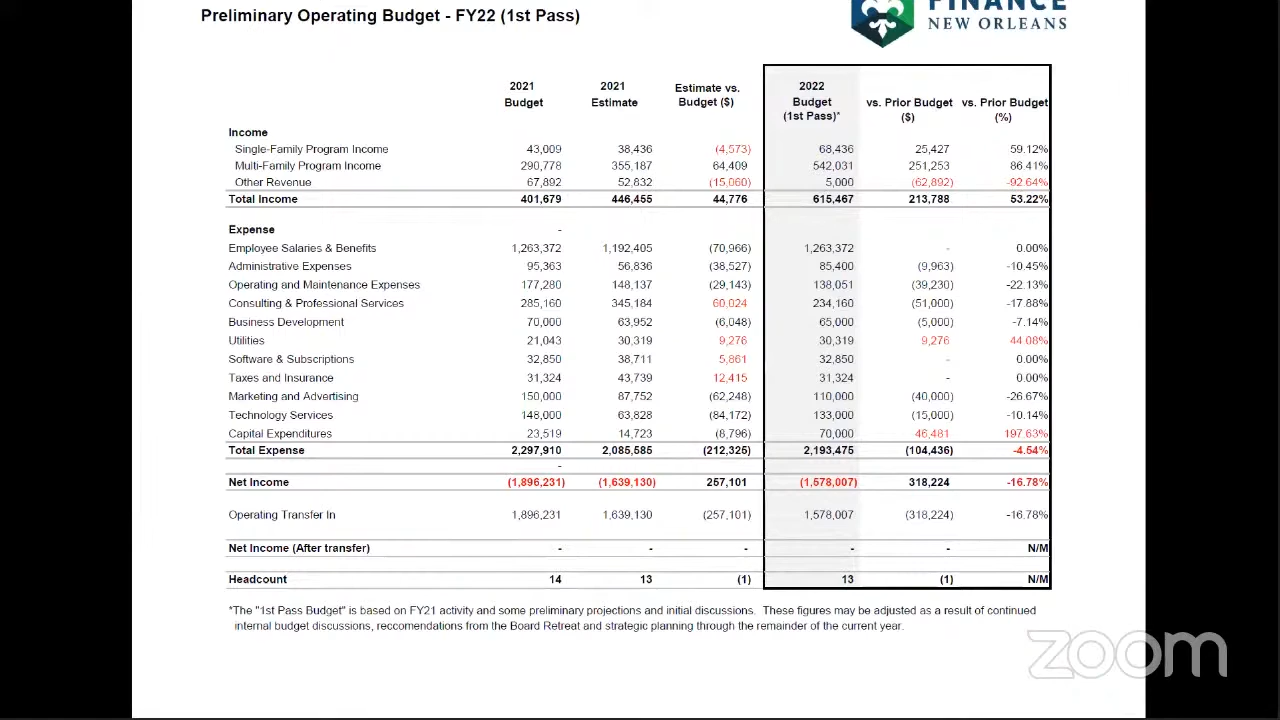 Preliminary Operating Budget - FY22 (1st Pass)
FINANCE
NEW ORLEANS
2021 2021 Estimate vs. 2022
Budget Estimate Budget ($) Budget vs. Prior Budget vs. Prior Budget
(1st Pass)* ($) (%)
Income
Single-Family Program Income 43,009 38,436 (4,573) 68,436 25,427 59.12%
Multi-Family Program Income 290,778 355,187 64,409 542,031 251,253 86.41%
Other Revenue 67,892 52,832 (15,060) 5,000 (62,892) -92.64%
Total Income 401,679 446,455 44,776 615,467 213,788 53.22%
Expense -
Employee Salaries & Benefits 1,263,372 1,192,405 (70,966) 1,263,372 - 0.00%
Administrative Expenses 95,363 56,836 (38,527) 85,400 (9,963) -10.45%
Operating and Maintenance Expenses 177,280 148,137 (29,143) 138,051 (39,230) -22.13%
Consulting & Professional Services 285,160 345,184 60,024 234,160 (51,000) -17.88%
Business Development 70,000 63,952 (6,048) 65,000 (5,000) -7.14%
Utilities 21,043 30,319 9,276 30,319 9,276 44.08%
Software & Subscriptions 32,850 38,711 5,861 32,850 - 0.00%
Taxes and Insurance 31,324 43,739 12,415 31,324 - 0.00%
Marketing and Advertising 150,000 87,752 (62,248) 110,000 (40,000) -26.67%
Technology Services 148,000 63,828 (84,172) 133,000 (15,000) -10.14%
Capital Expenditures 23,519 14,723 (8,796) 70,000 46,481 197.63%
Total Expense 2,297,910 2,085,585 (212,325) 2,193,475 (104,436) -4.54%
-
Net Income (1,896,231) (1,639,130) 257,101 (1,578,007) 318,224 -16.78%
Operating Transfer In 1,896,231 1,639,130 (257,101) 1,578,007 (318,224) -16.78%
Net Income (After transfer) - - - - - N/M
Headcount 14 13 (1) 13 (1) N/M
*The "1st Pass Budget" is based on FY21 activity and some preliminary projections and initial discussions. These figures may be adjusted as a result of continued
internal budget discussions, reccomendations from the Board Retreat and strategic planning through the remainder of the current year.
zoom